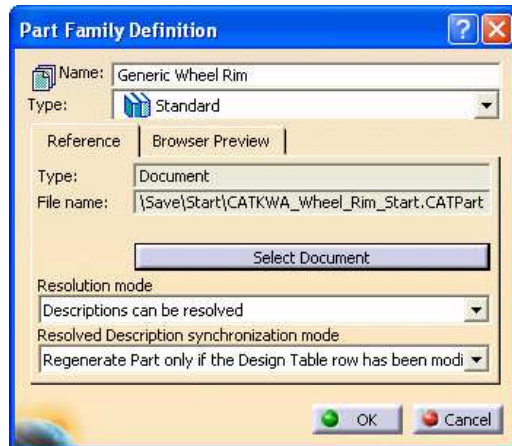 Part Family Definition
Name: Generic Wheel Rim
Type: Standard
Reference Browser Preview
Type: Document
File name: \Save\Start\CATKWA_Wheel_Rim_Start.CATPart
Select Document
Resolution mode
Descriptions can be resolved
Resolved Description synchronization mode
Regenerate Part only if the Design Table row has been modi
OK Cancel